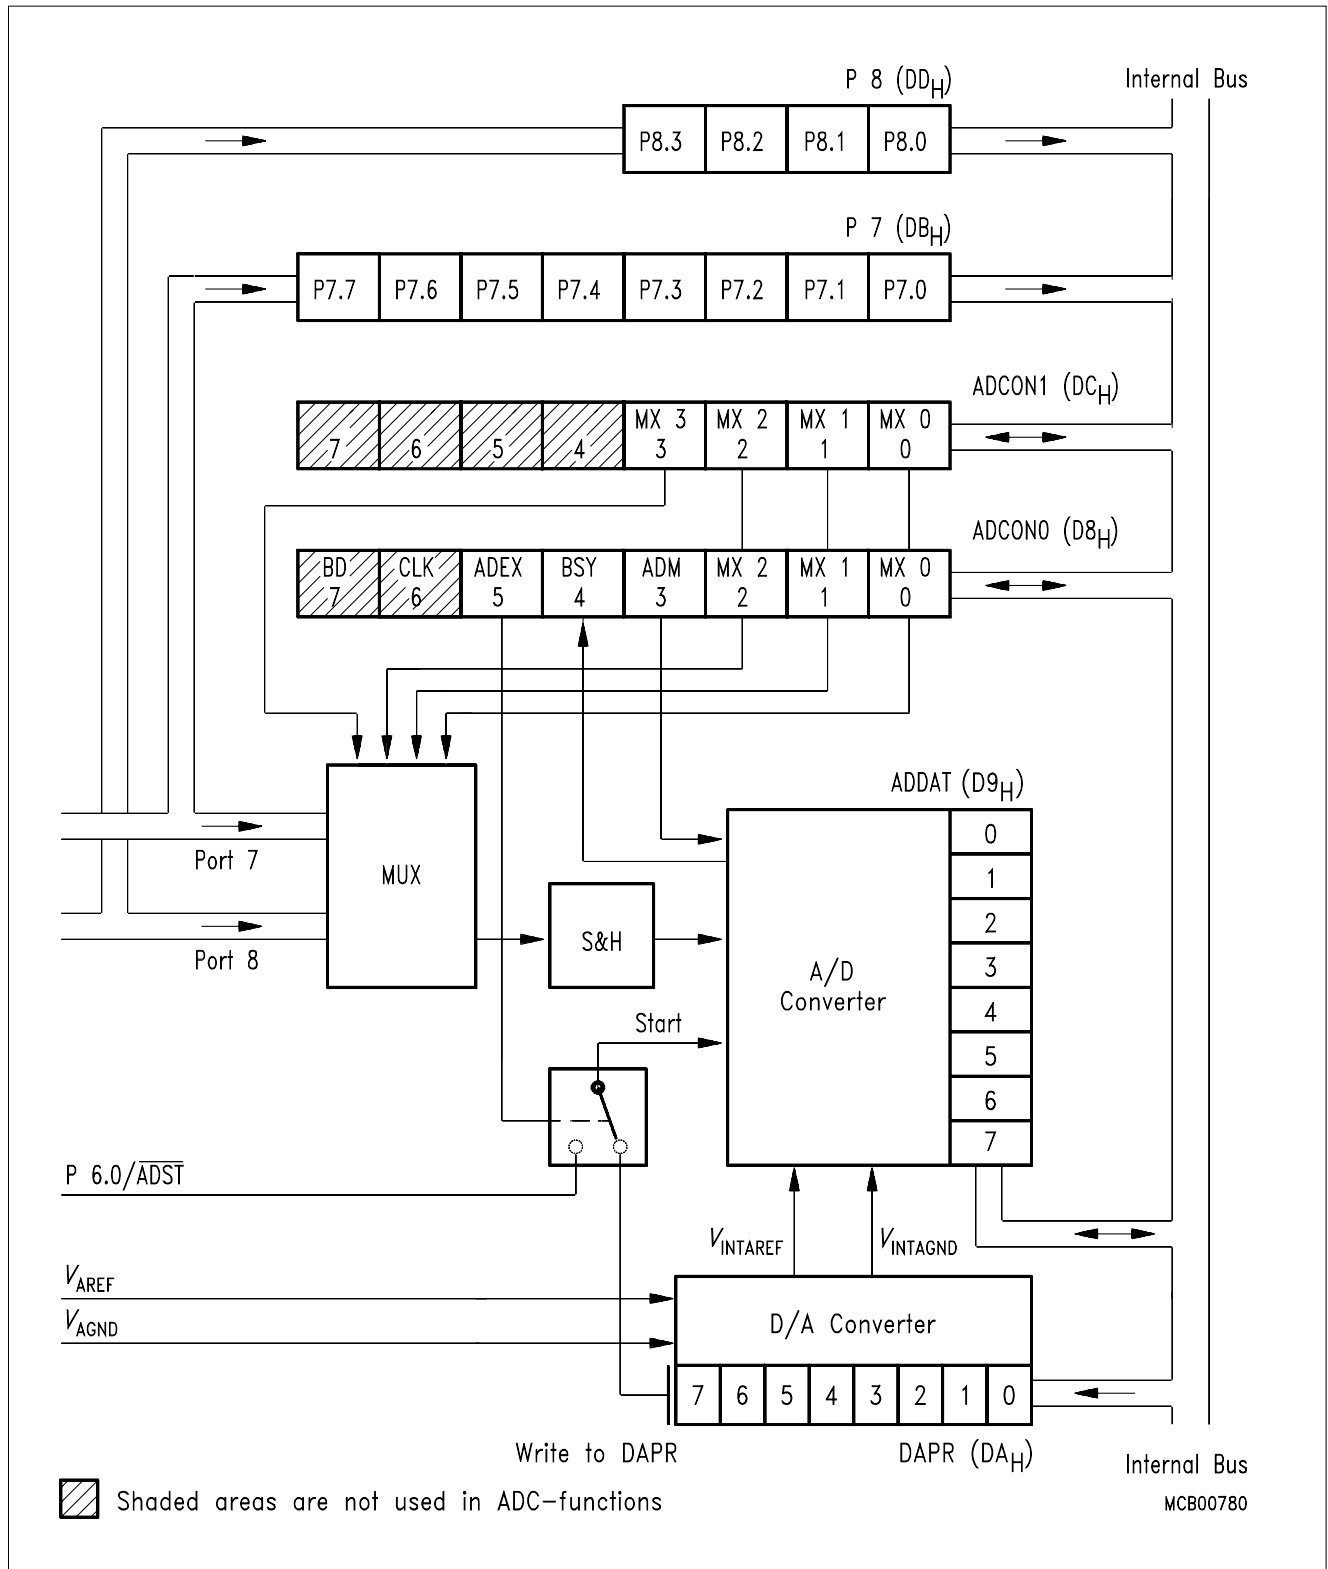 P 8 (DDH)
Internal Bus
P8.3 P8.2 P8.1 P8.0
P 7 (DBH)
P7.7 P7.6 P7.5 P7.4 P7.3 P7.2 P7.1 P7.0
ADCON1 (DCH)
MX 3 MX 2 MX 1 MX 0
7 6 5 4 3 2 1 0
ADCON0 (D8H)
BD CLK ADEX BSY ADM MX 2 MX 1 MX 0
7 6 5 4 3 2 1 0
ADDAT (D9H)
0
1
2
3
4
5
6
7
Port 7
MUX
Port 8
S&H
A/D
Converter
Start
P 6.0/A̅D̅S̅T̅
VINTAREF
VINTAGND
VAREF
VAGND
D/A Converter
7 6 5 4 3 2 1 0
Write to DAPR
DAPR (DAH)
Internal Bus
Shaded areas are not used in ADC-functions
MCB00780